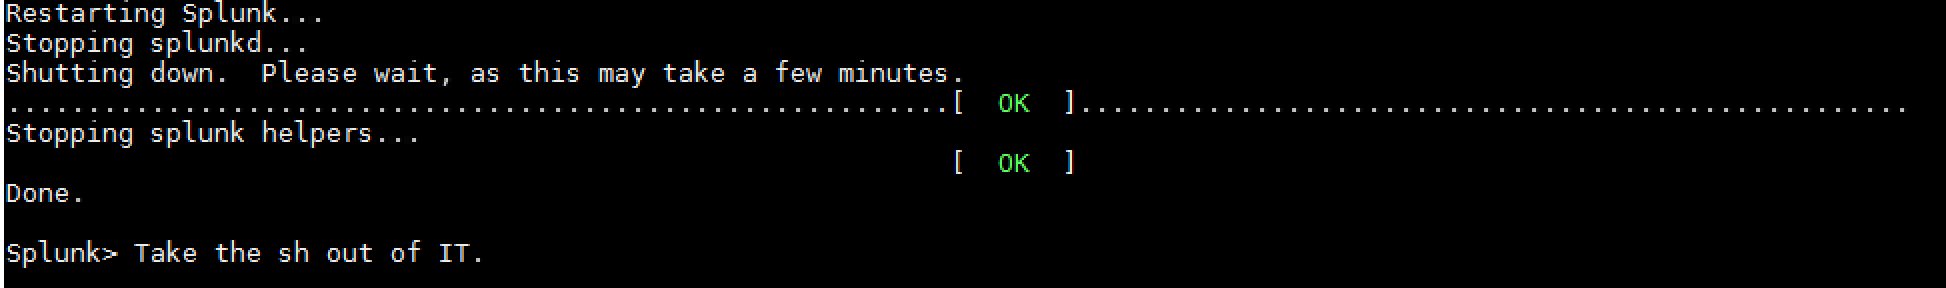 Restarting Splunk...
Stopping splunkd...
Shutting down.  Please wait, as this may take a few minutes.
...........................................................[  OK  ]....................................................
Stopping splunk helpers...
[  OK  ]
Done.
Splunk> Take the sh out of IT.